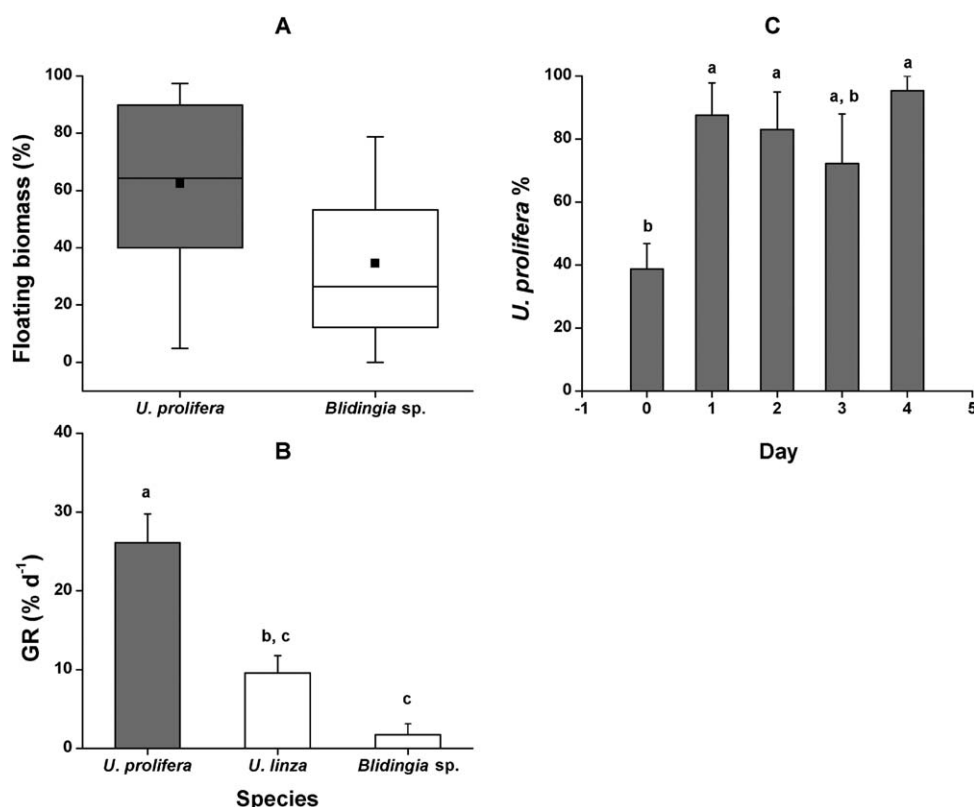 A
Floating biomass (%)
100
80
60
40
20
0
U. prolifera Blidingia sp.
B
GR (% d-1)
40
30
20
10
0
a
b, c
c
U. prolifera U. linza Blidingia sp.
Species
C
U. prolifera %
100
80
60
40
20
0
b
a
a
a, b
a
-1 0 1 2 3 4 5
Day